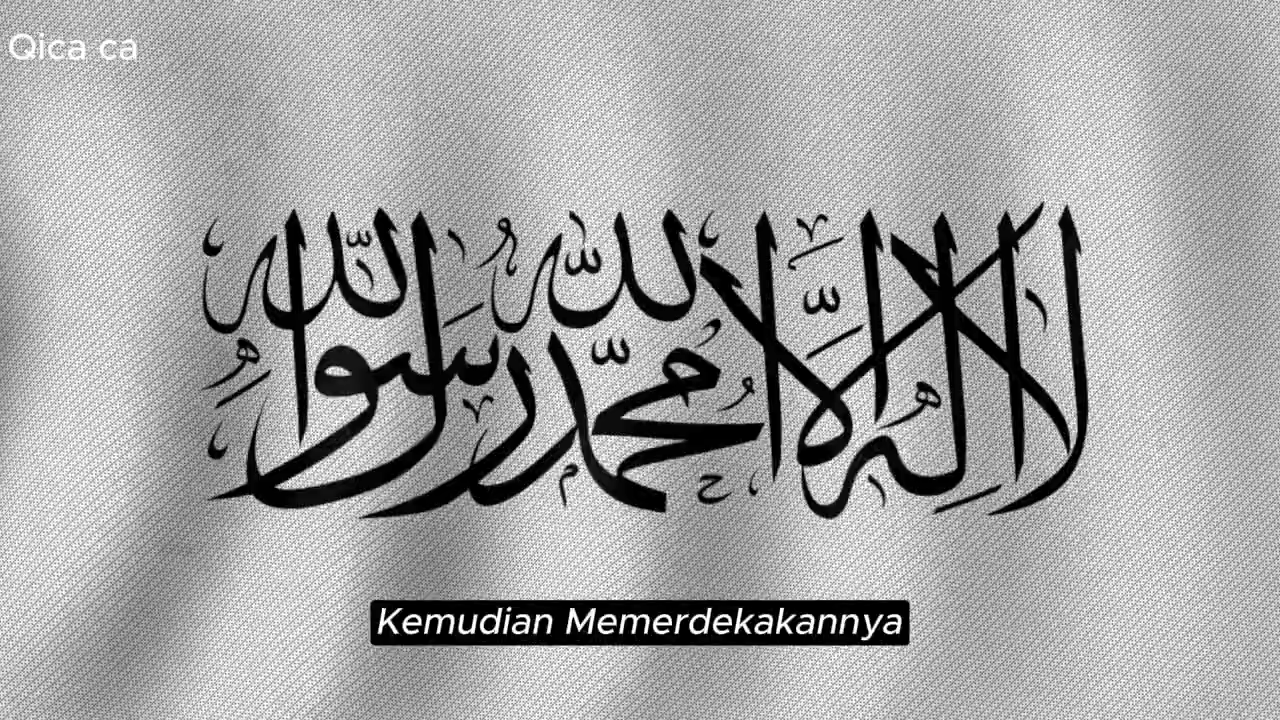 Qica ca
لا إله إلا الله محمد رسول الله
Kemudian Memerdekakannya